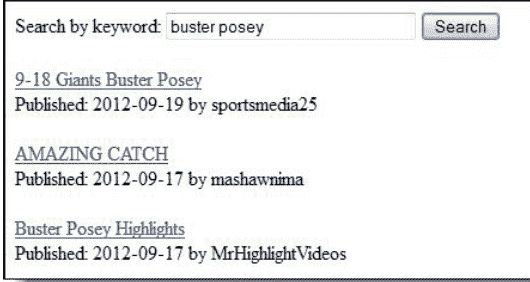 Search by keyword: buster posey Search
9-18 Giants Buster Posey
Published: 2012-09-19 by sportsmedia25
AMAZING CATCH
Published: 2012-09-17 by mashawnima
Buster Posey Highlights
Published: 2012-09-17 by MrHighlightVideos